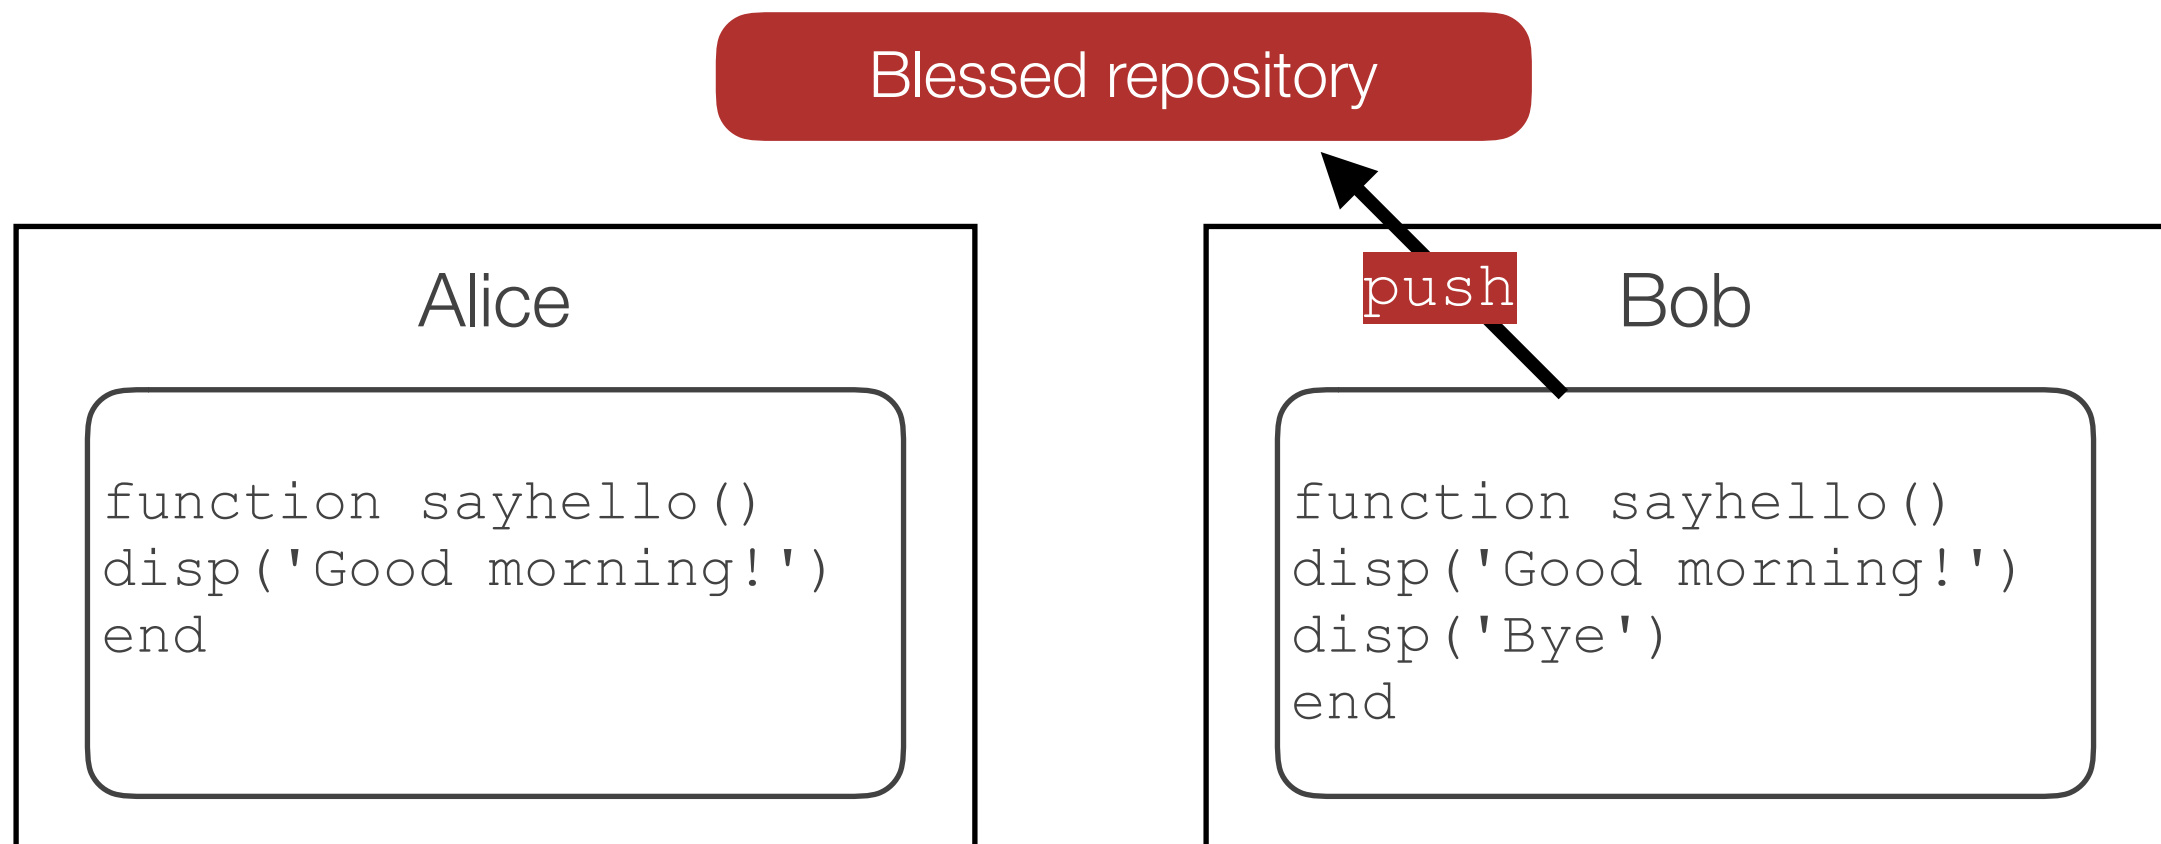 Blessed repository
Alice
function sayhello()
disp('Good morning!')
end
push
Bob
function sayhello()
disp('Good morning!')
disp('Bye')
end